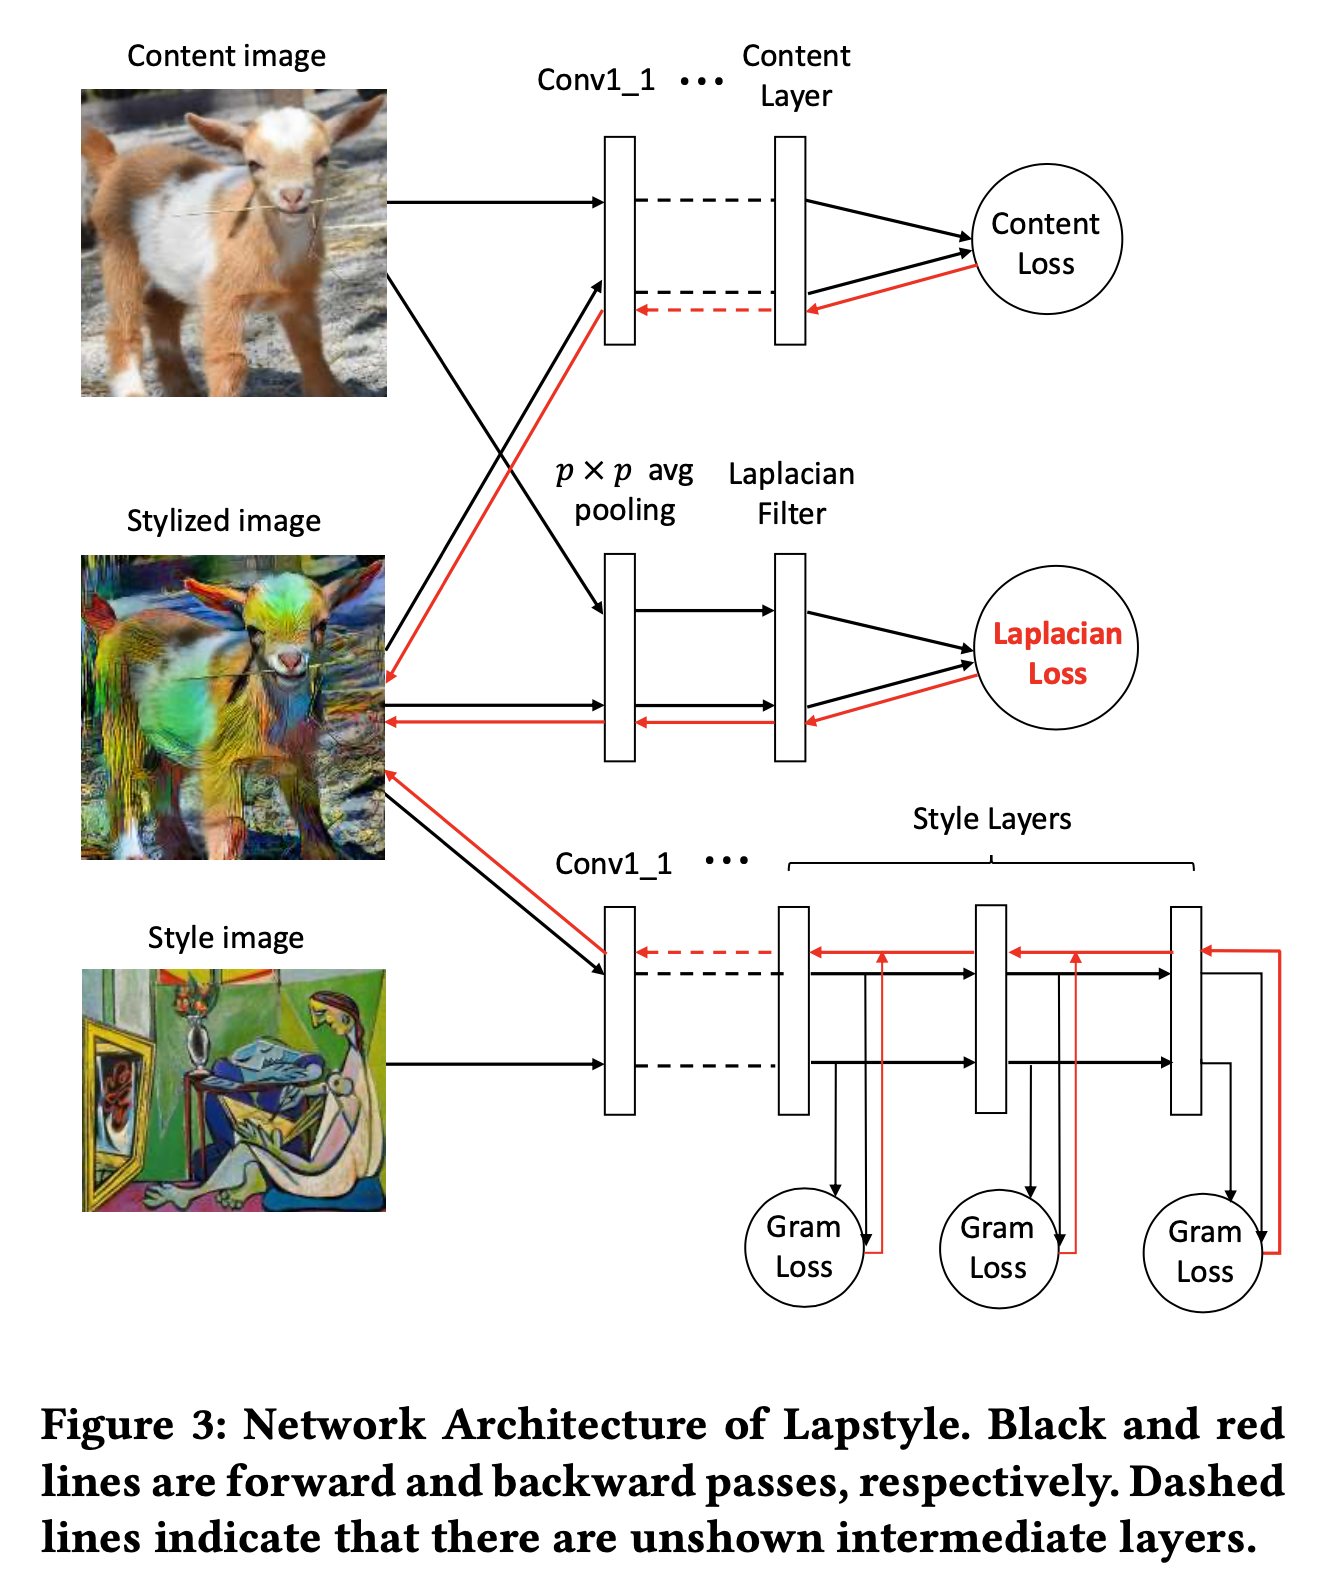 Content image
Conv1_1 •••
Content
Layer
Content
Loss
Stylized image
p × p avg
pooling
Laplacian
Filter
Laplacian
Loss
Style Layers
Conv1_1 •••
Style image
Gram
Loss
Gram
Loss
Gram
Loss
Figure 3: Network Architecture of Lapstyle. Black and red
lines are forward and backward passes, respectively. Dashed
lines indicate that there are unshown intermediate layers.